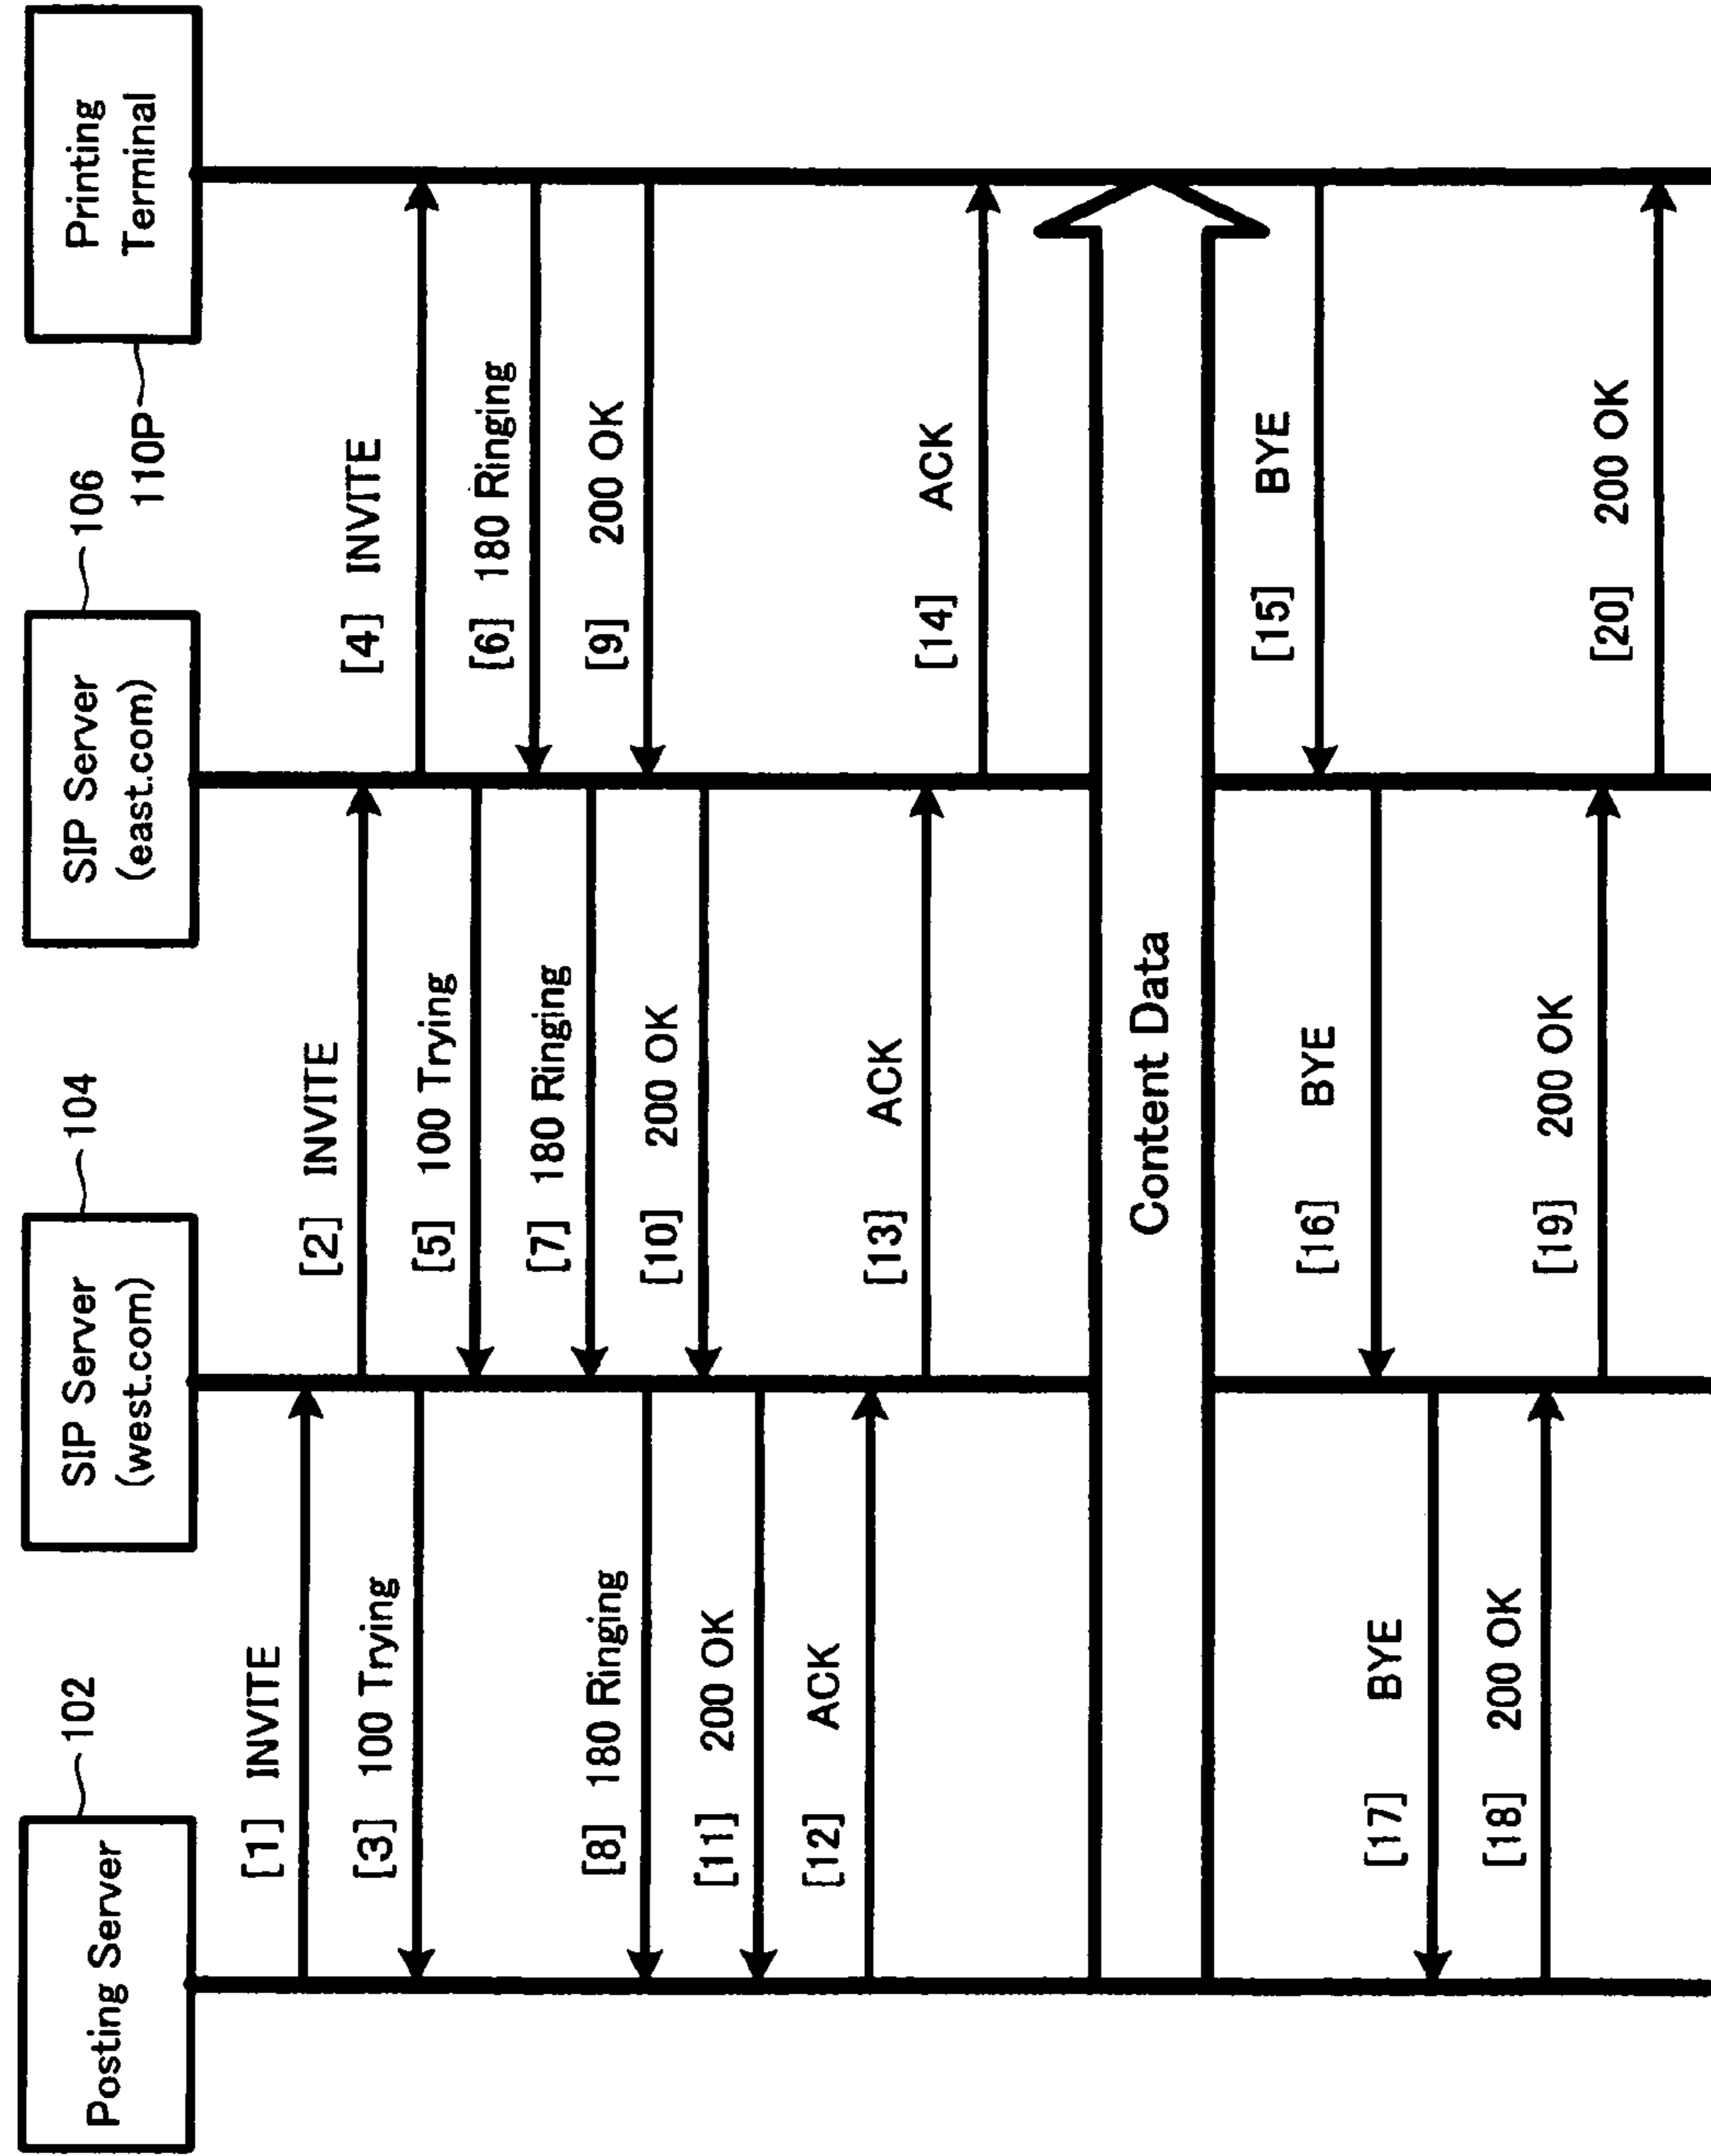 Posting Server
102
SIP Server
(west.com)
104
SIP Server
(east.com)
106
Printing
Terminal
110P
[1] INVITE
[2] INVITE
[3] 100 Trying
[4] INVITE
[5] 100 Trying
[6] 180 Ringing
[7] 180 Ringing
[8] 180 Ringing
[9] 200 OK
[10] 200 OK
[11] 200 OK
[12] ACK
[13] ACK
[14] ACK
Content Data
[15] BYE
[16] BYE
[17] BYE
[18] 200 OK
[19] 200 OK
[20] 200 OK